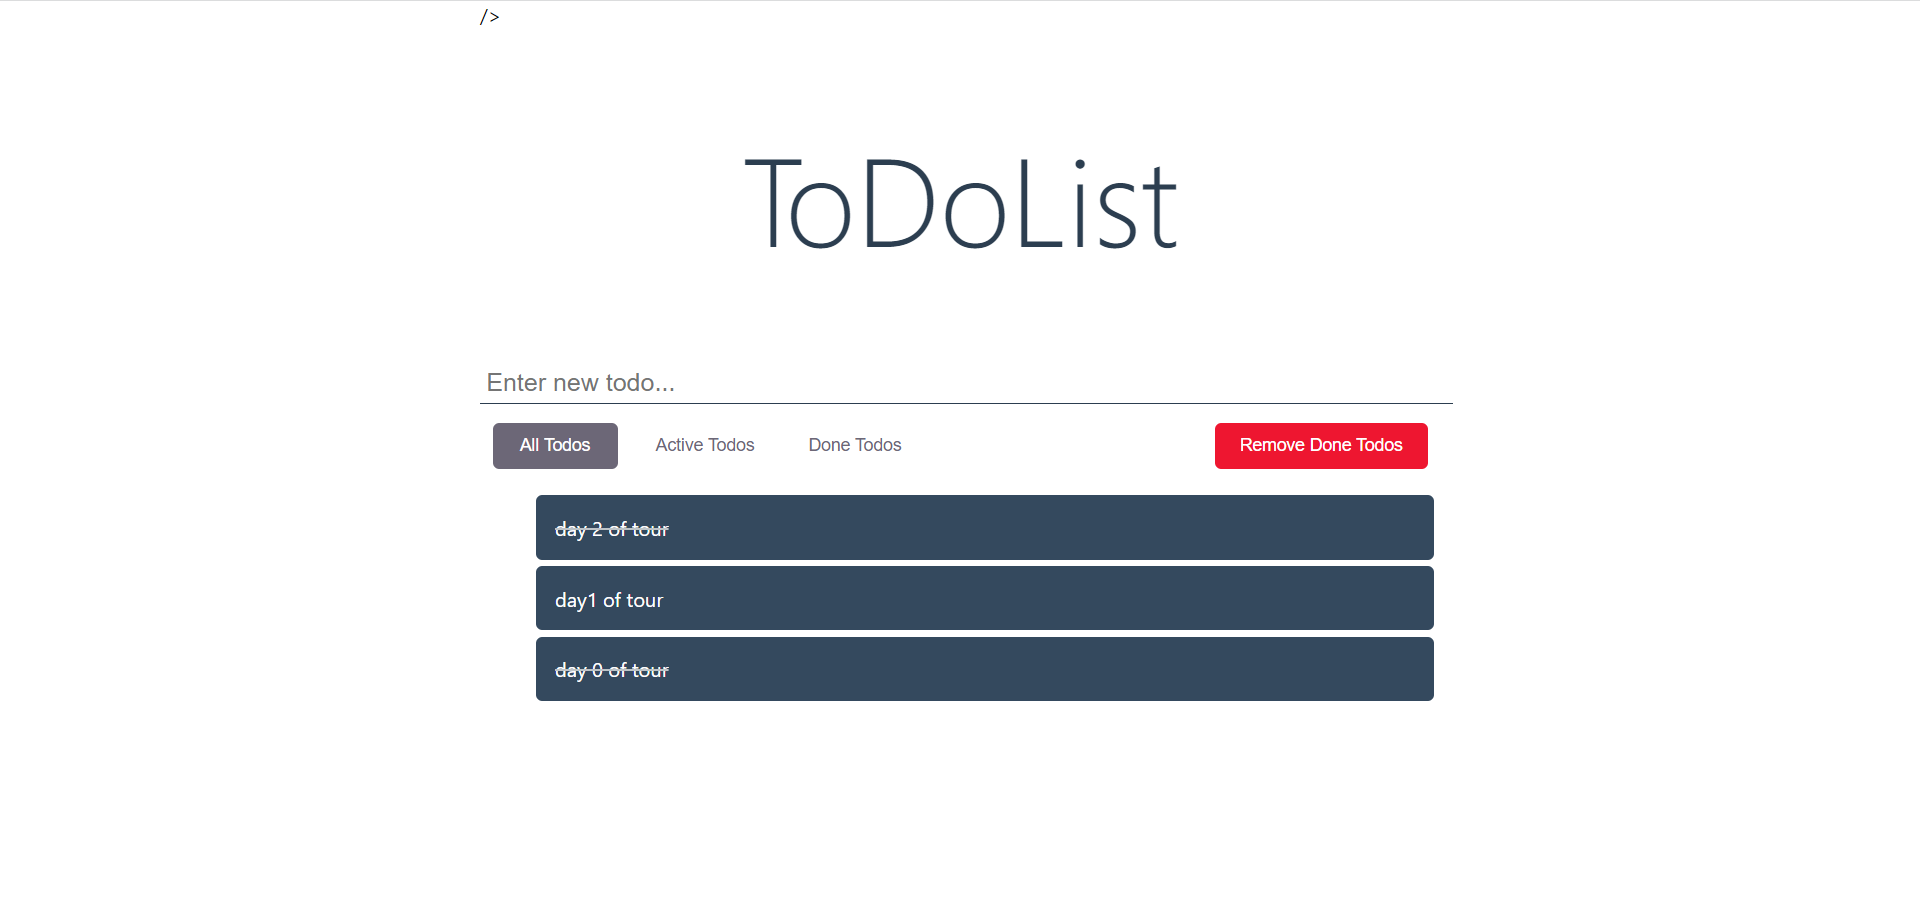 />
ToDoList
Enter new todo...
All Todos Active Todos Done Todos Remove Done Todos
day 2 of tour
day1 of tour
day 0 of tour